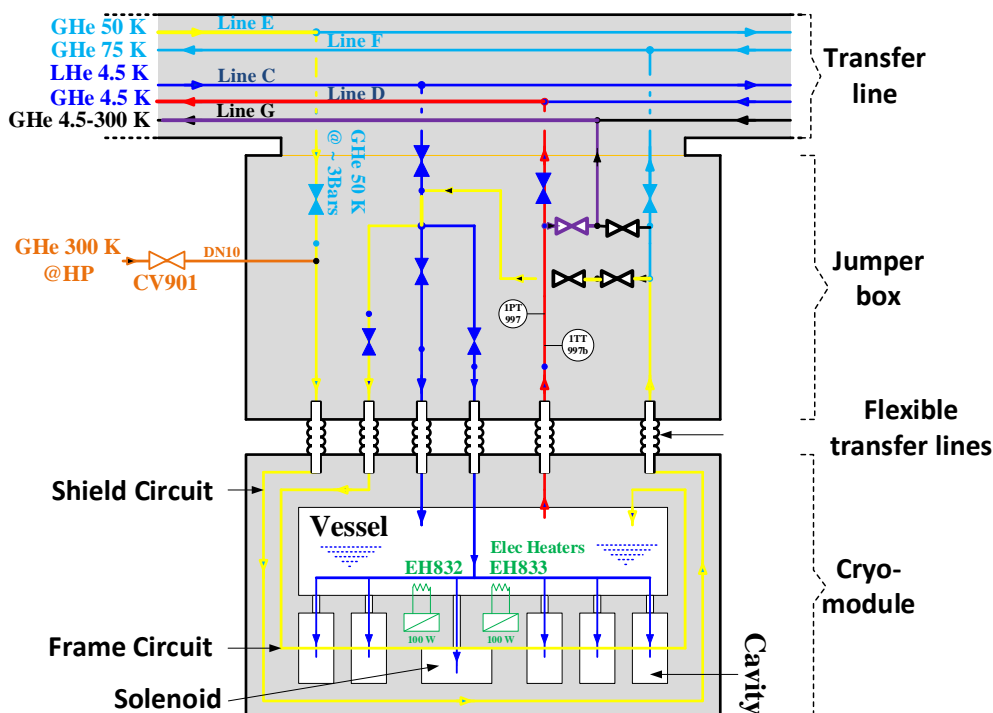 GHe 50 K
Line E
GHe 75 K
Line F
LHe 4.5 K
Line C
GHe 4.5 K
Line D
GHe 4.5-300 K
Line G
Transfer
line
GHe 50 K
@ ~ 3Bars
GHe 300 K
@HP
DN10
CV901
Jumper
box
1PT
997
1TT
997b
Flexible
transfer lines
Shield Circuit
Vessel
Elec Heaters
EH832
EH833
Cryo-
module
100 W
100 W
Frame Circuit
Solenoid
Cavity